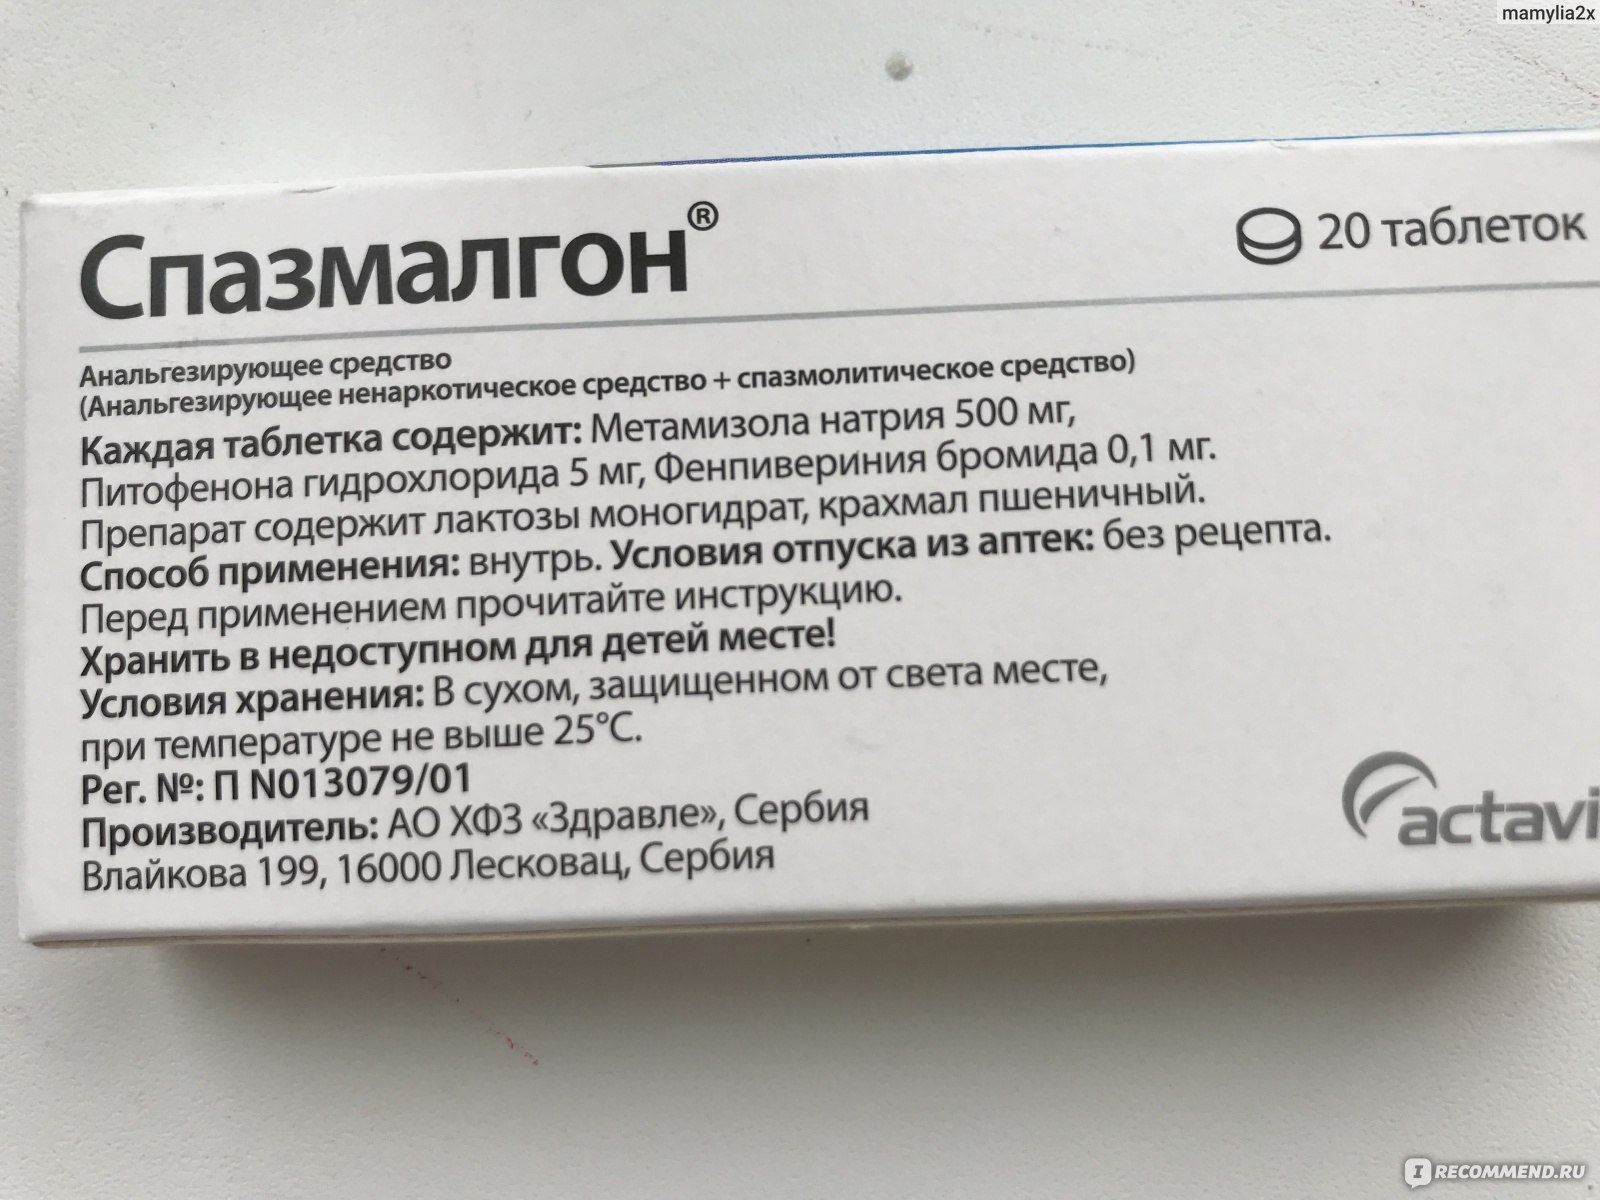 mamylia2x
Спазмалгон®
20 таблеток
Анальгезирующее средство
(Анальгезирующее ненаркотическое средство + спазмолитическое средство)
Каждая таблетка содержит: Метамизола натрия 500 мг,
Питофенона гидрохлорида 5 мг, Фенпивериния бромида 0,1 мг.
Препарат содержит лактозы моногидрат, крахмал пшеничный.
Способ применения: внутрь. Условия отпуска из аптек: без рецепта.
Перед применением прочитайте инструкцию.
Хранить в недоступном для детей месте!
Условия хранения: В сухом, защищенном от света месте,
при температуре не выше 25°C.
Рег. №: П N013079/01
Производитель: АО ХФЗ «Здравле», Сербия
Влайкова 199, 16000 Лесковац, Сербия
actavi
IRECOMMEND.RU